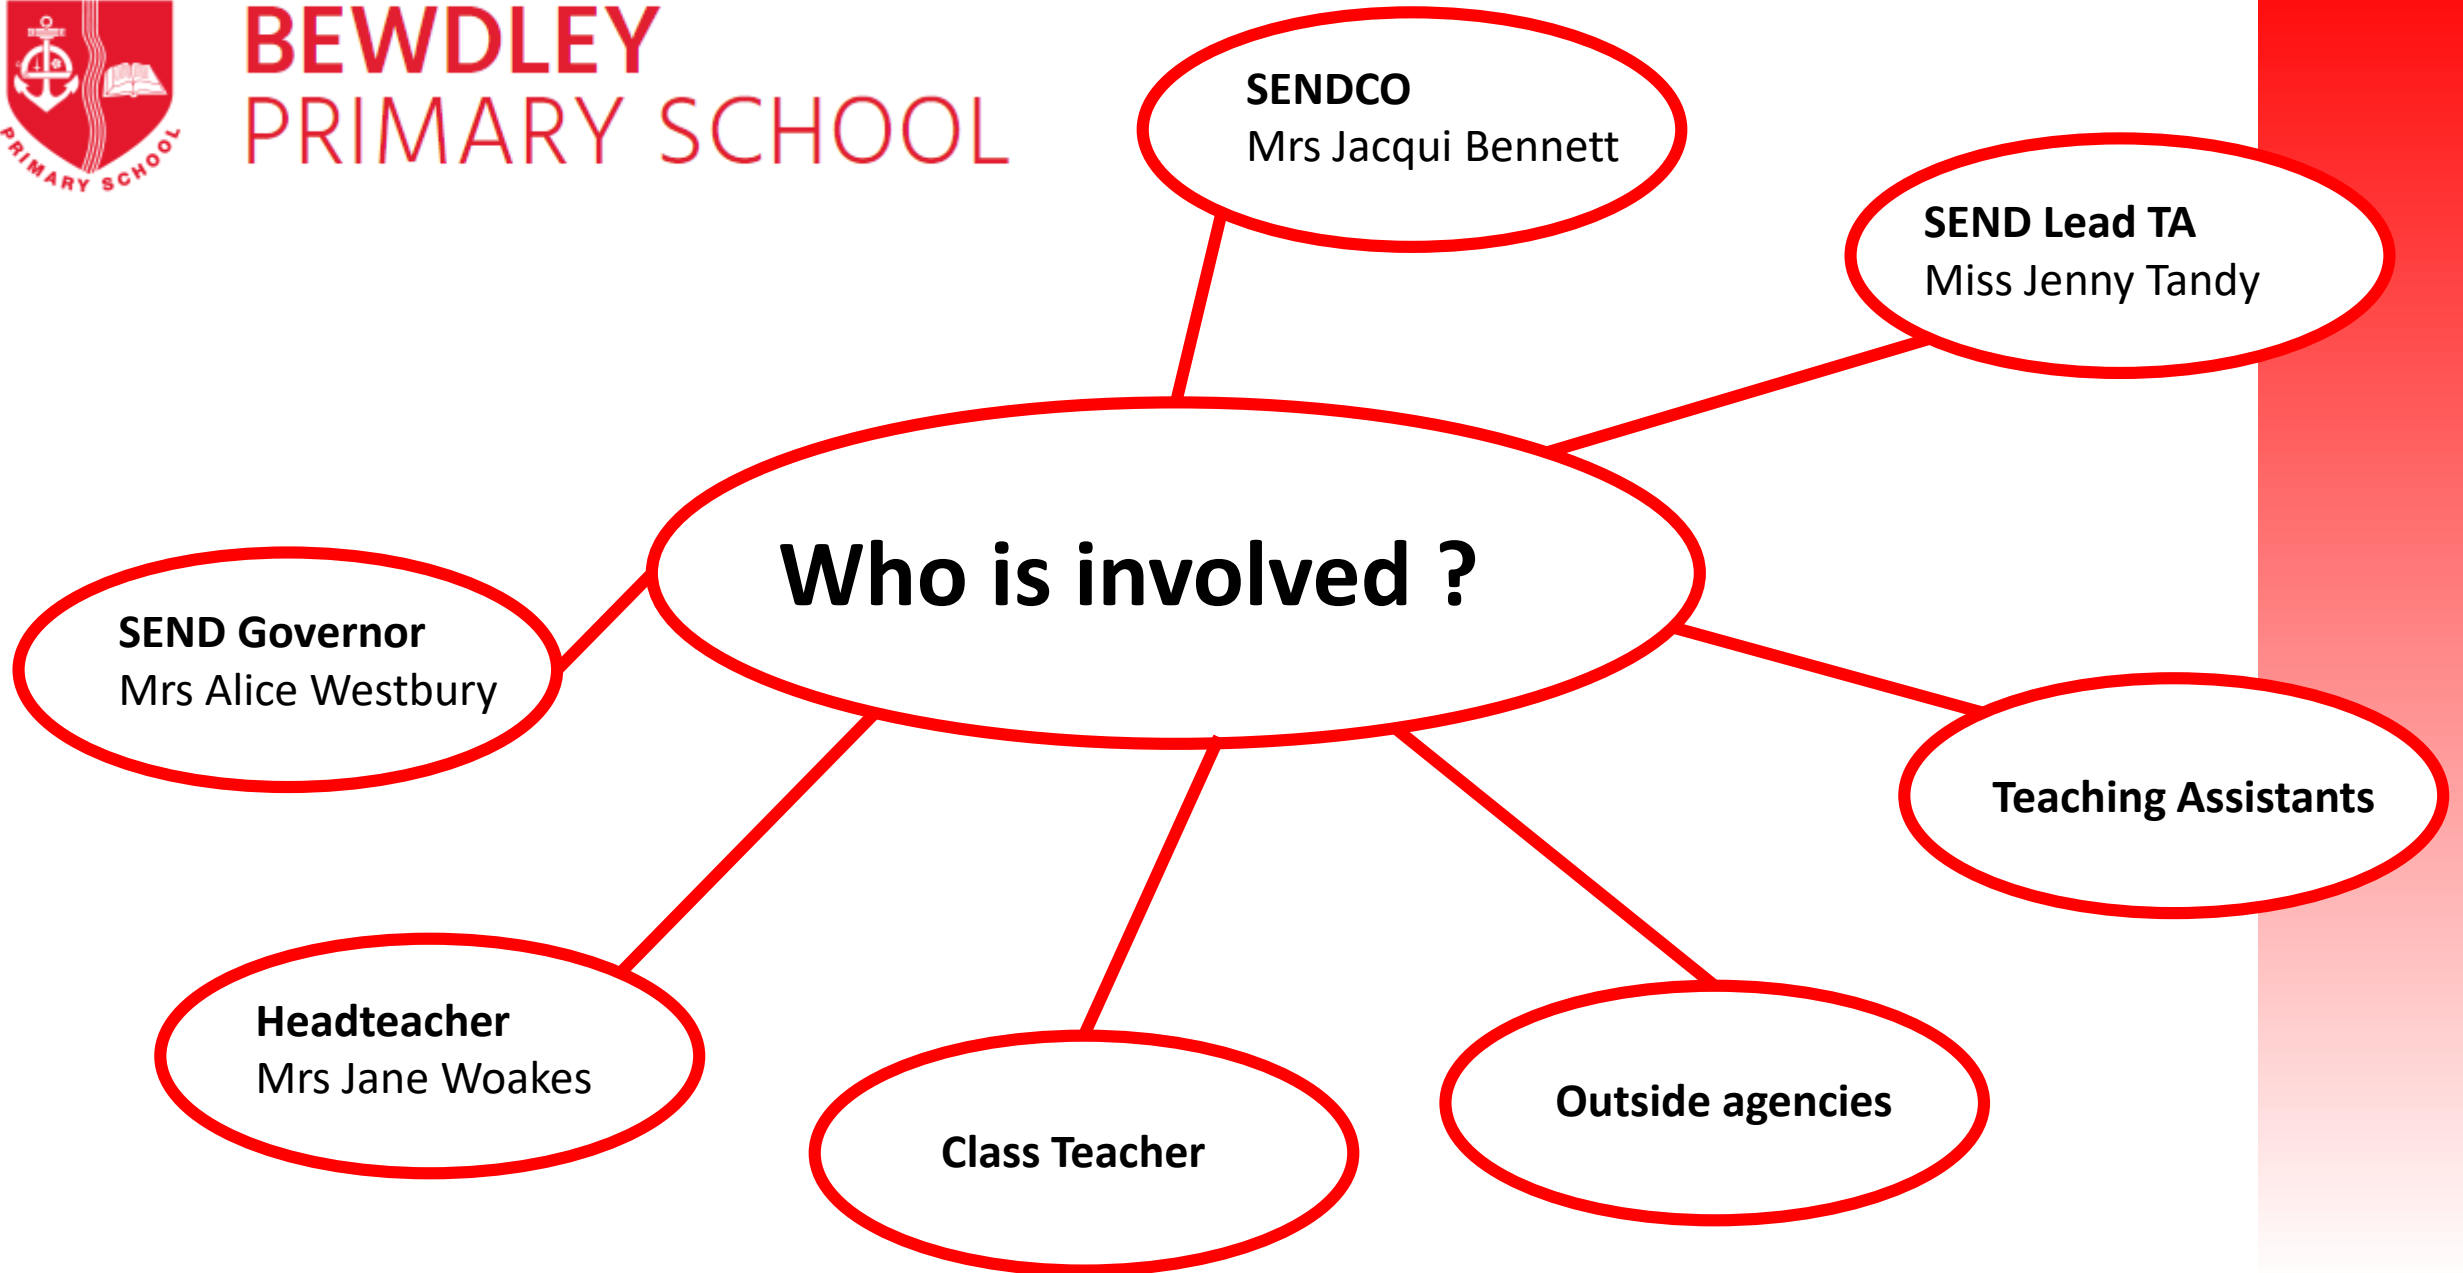 BEWDLEY
PRIMARY SCHOOL
PRIMARY SCHOOL
SENDCO
Mrs Jacqui Bennett
SEND Lead TA
Miss Jenny Tandy
Who is involved ?
SEND Governor
Mrs Alice Westbury
Teaching Assistants
Headteacher
Mrs Jane Woakes
Outside agencies
Class Teacher